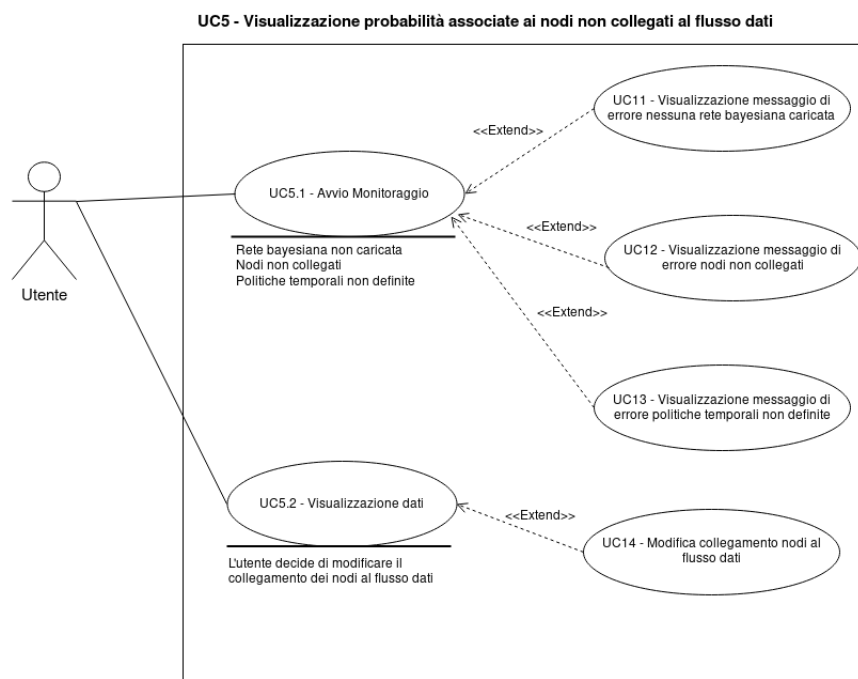 UC5 - Visualizzazione probabilità associate ai nodi non collegati al flusso dati
UC11 - Visualizzazione messaggio di
errore nessuna rete bayesiana caricata
<<Extend>>
UC5.1 - Avvio Monitoraggio
<<Extend>>
Rete bayesiana non caricata
Nodi non collegati
Politiche temporali non definite
UC12 - Visualizzazione messaggio di
errore nodi non collegati
Utente
<<Extend>>
UC13 - Visualizzazione messaggio di
errore politiche temporali non definite
UC5.2 - Visualizzazione dati
<<Extend>>
L'utente decide di modificare il
collegamento dei nodi al flusso dati
UC14 - Modifica collegamento nodi al
flusso dati